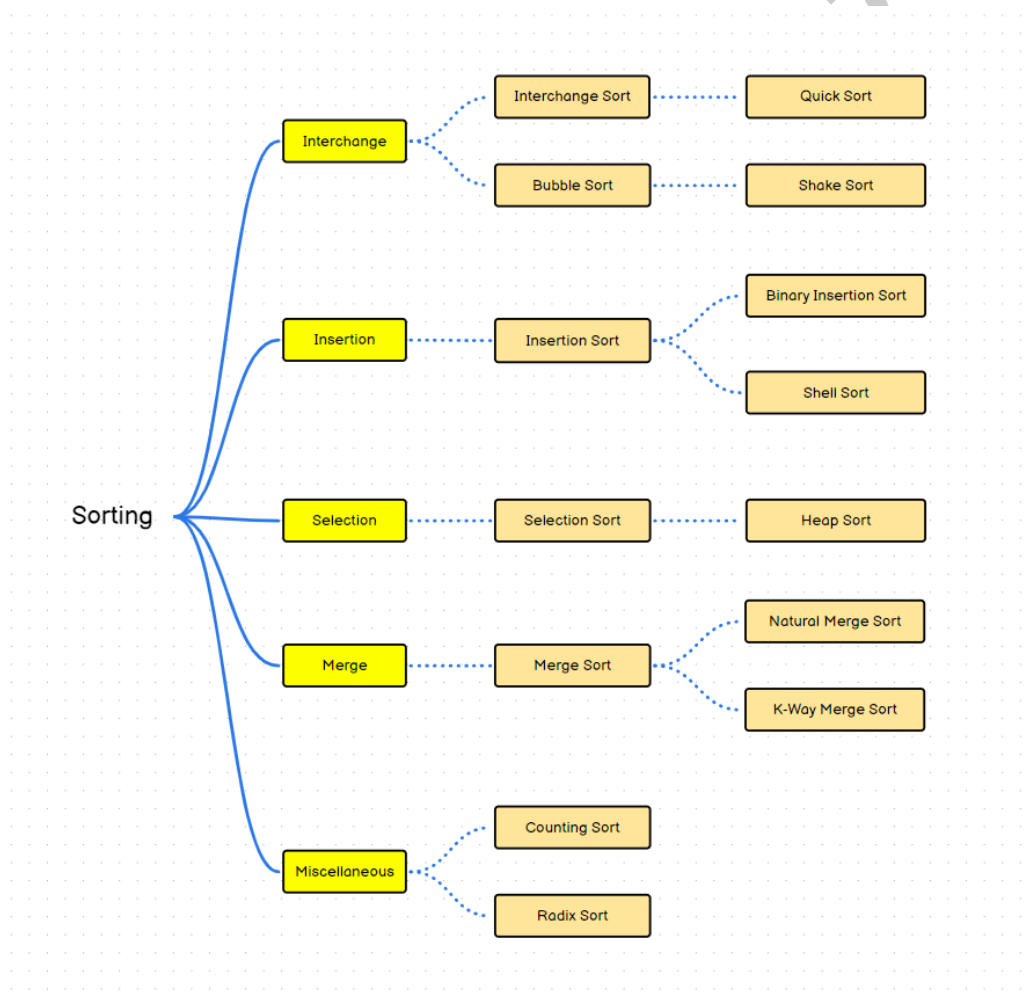 Interchange Sort
Quick Sort
Interchange
Bubble Sort
Shake Sort
Binary Insertion Sort
Insertion
Insertion Sort
Shell Sort
Sorting
Selection
Selection Sort
Heap Sort
Natural Merge Sort
Merge
Merge Sort
K-Way Merge Sort
Counting Sort
Miscellaneous
Radix Sort